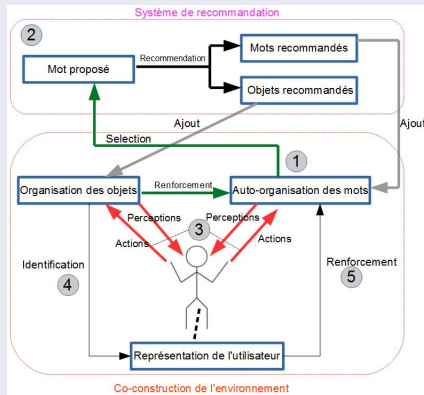 Système de recommandation
2
Mots recommandés
Mot proposé
Recommendation
Objets recommandés
Ajout
Ajout
Selection
1
Organisation des objets
Renforcement
Auto-organisation des mots
Perceptions
3
Perceptions
Actions
Actions
Identification
4
Renforcement
5
Représentation de l'utilisateur
Co-construction de l'environnement